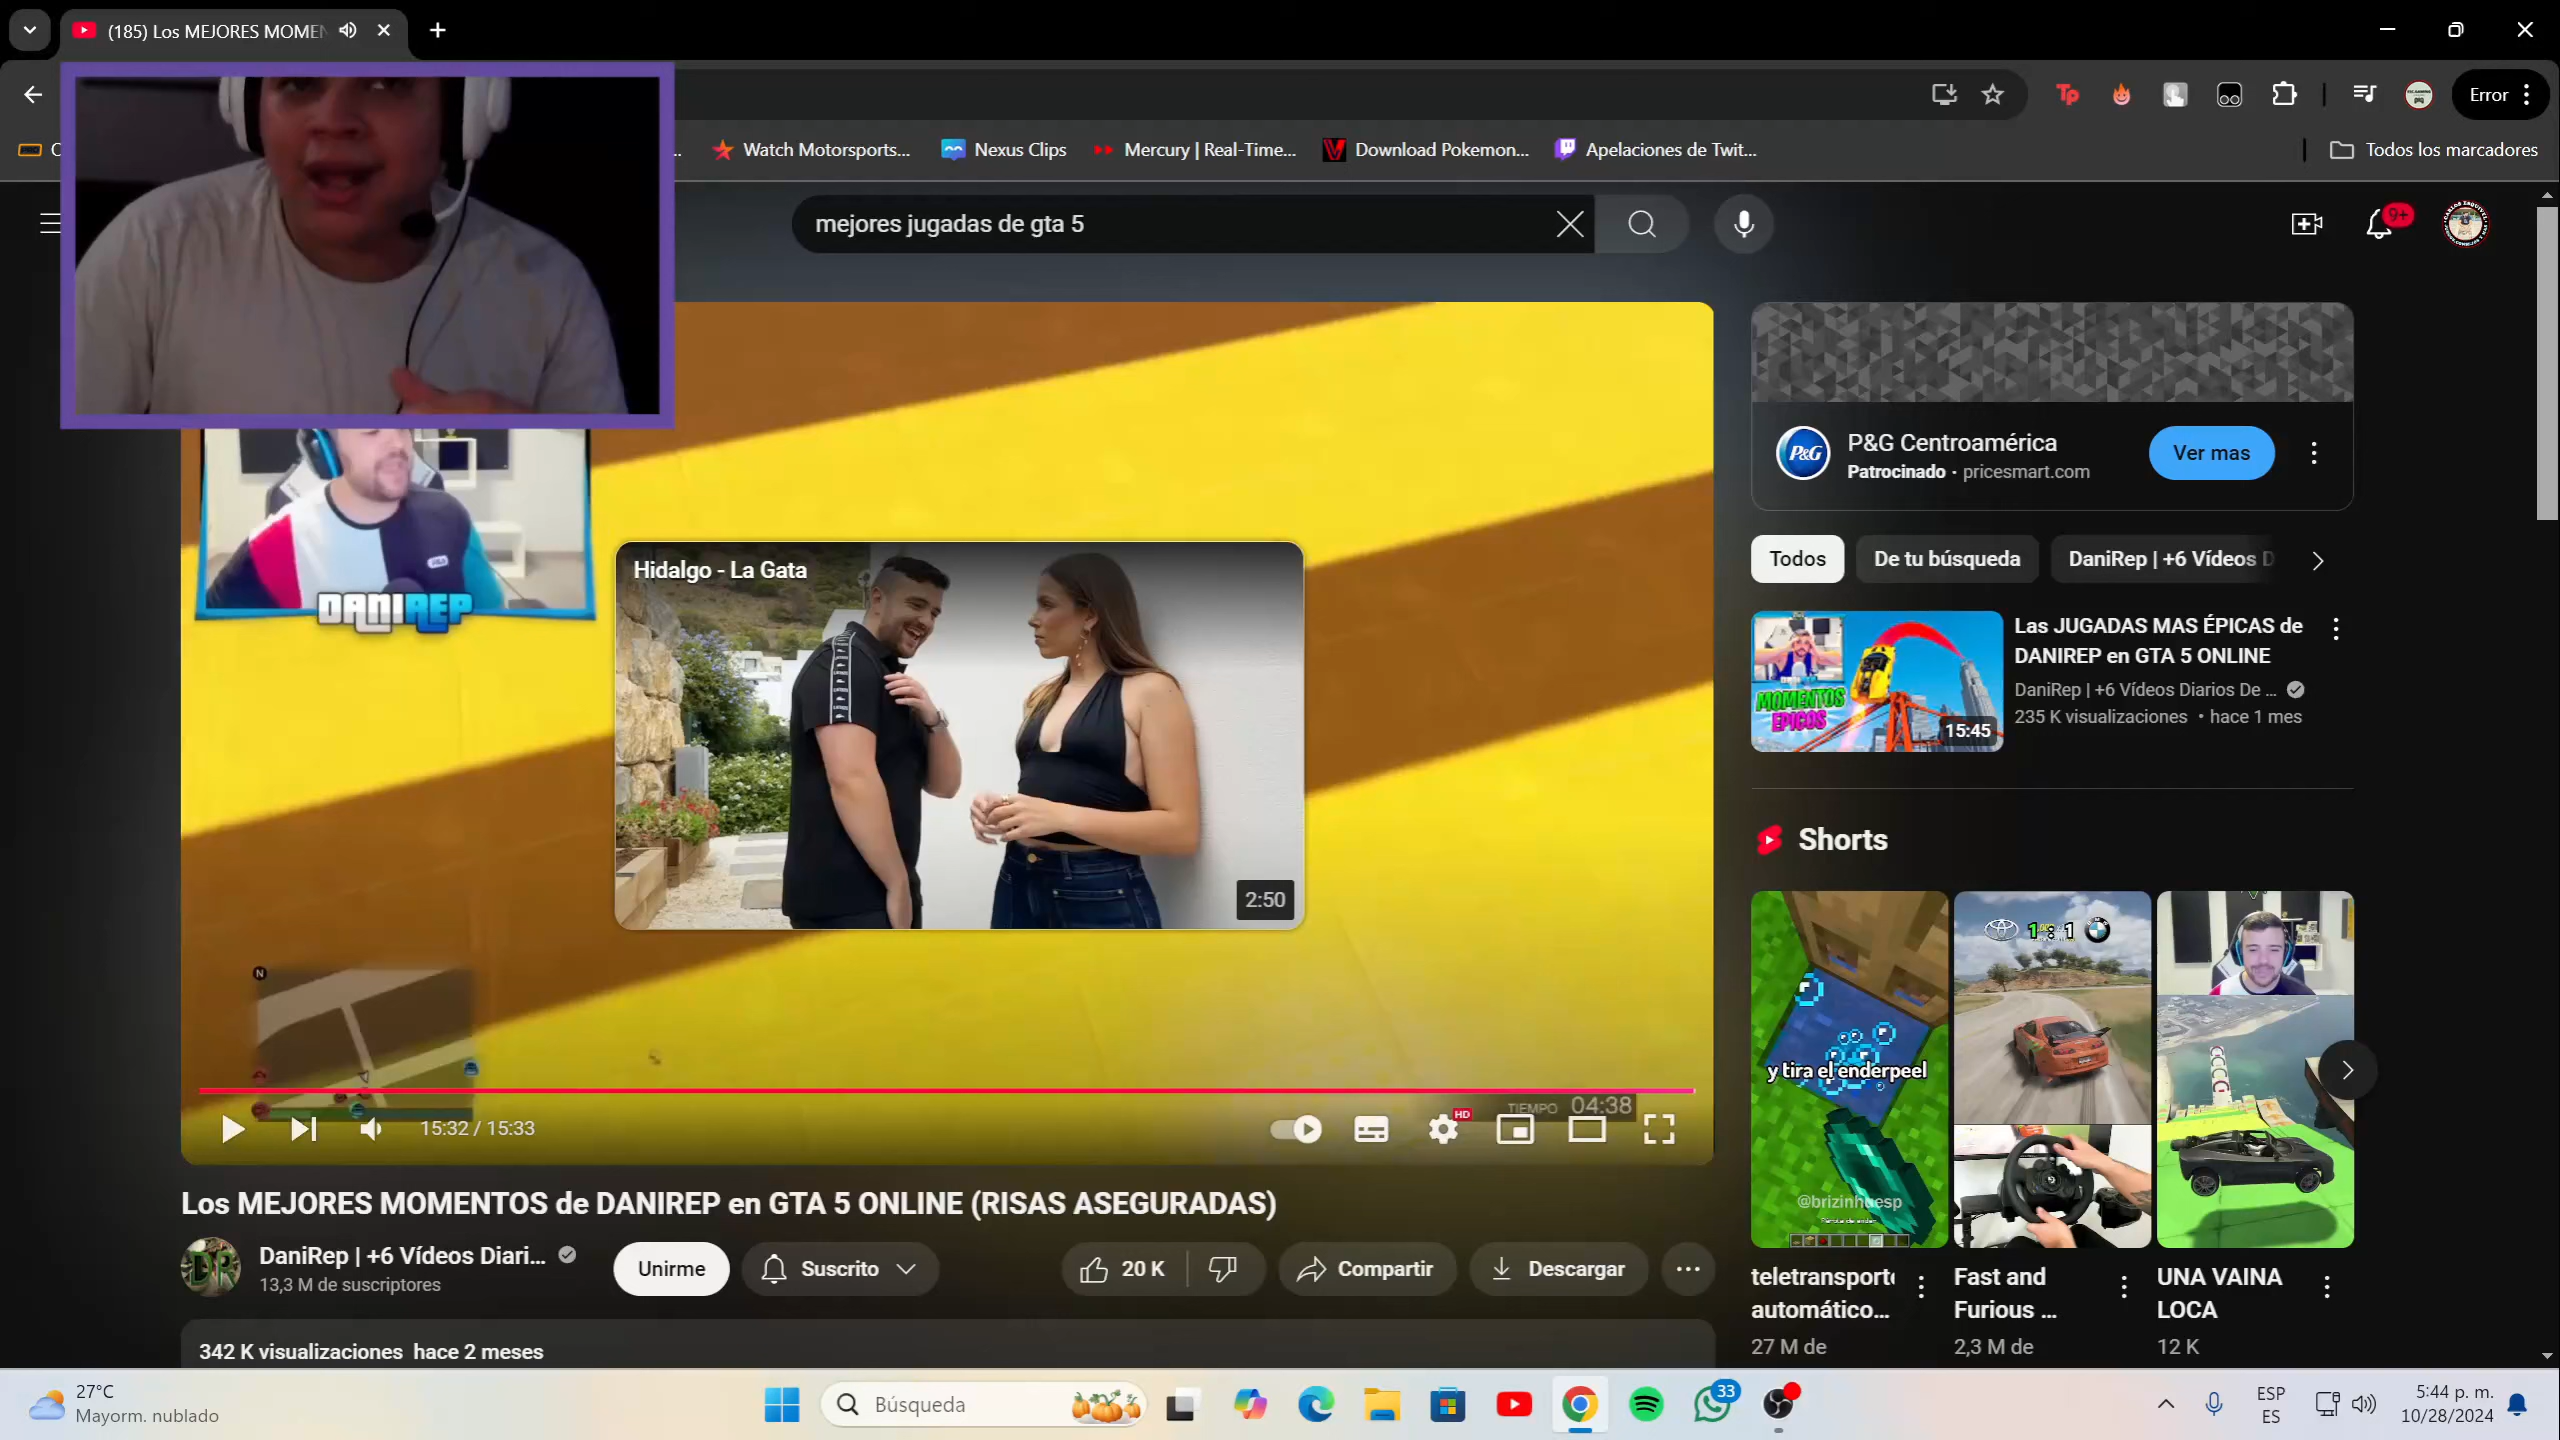 (185) Los MEJORES MOMEN
Error
Watch Motorsports...
Nexus Clips
Mercury | Real-Time...
Download Pokemon...
Apelaciones de Twit...
Todos los marcadores
mejores jugadas de gta 5
9+
P&G
P&G Centroamérica
Patrocinado · pricesmart.com
Ver mas
Todos
De tu búsqueda
DaniRep | +6 Vídeos D
DANIREP
Hidalgo - La Gata
2:50
MOMENTOS
EPICOS
15:45
Las JUGADAS MAS ÉPICAS de
DANIREP en GTA 5 ONLINE
DaniRep | +6 Vídeos Diarios De ...
235 K visualizaciones • hace 1 mes
Shorts
y tira el enderpeel
@brizinhuesp
1 : 1
N
TIEMPO 04:38
15:32 / 15:33
HD
Los MEJORES MOMENTOS de DANIREP en GTA 5 ONLINE (RISAS ASEGURADAS)
DR
DaniRep | +6 Vídeos Diari...
13,3 M de suscriptores
Unirme
Suscrito
20 K
Compartir
Descargar
342 K visualizaciones hace 2 meses
teletransporte
automático...
27 M de
Fast and
Furious ...
2,3 M de
UNA VAINA
LOCA
12 K
27°C
Mayorm. nublado
Búsqueda
33
ESP
ES
5:44 p. m.
10/28/2024